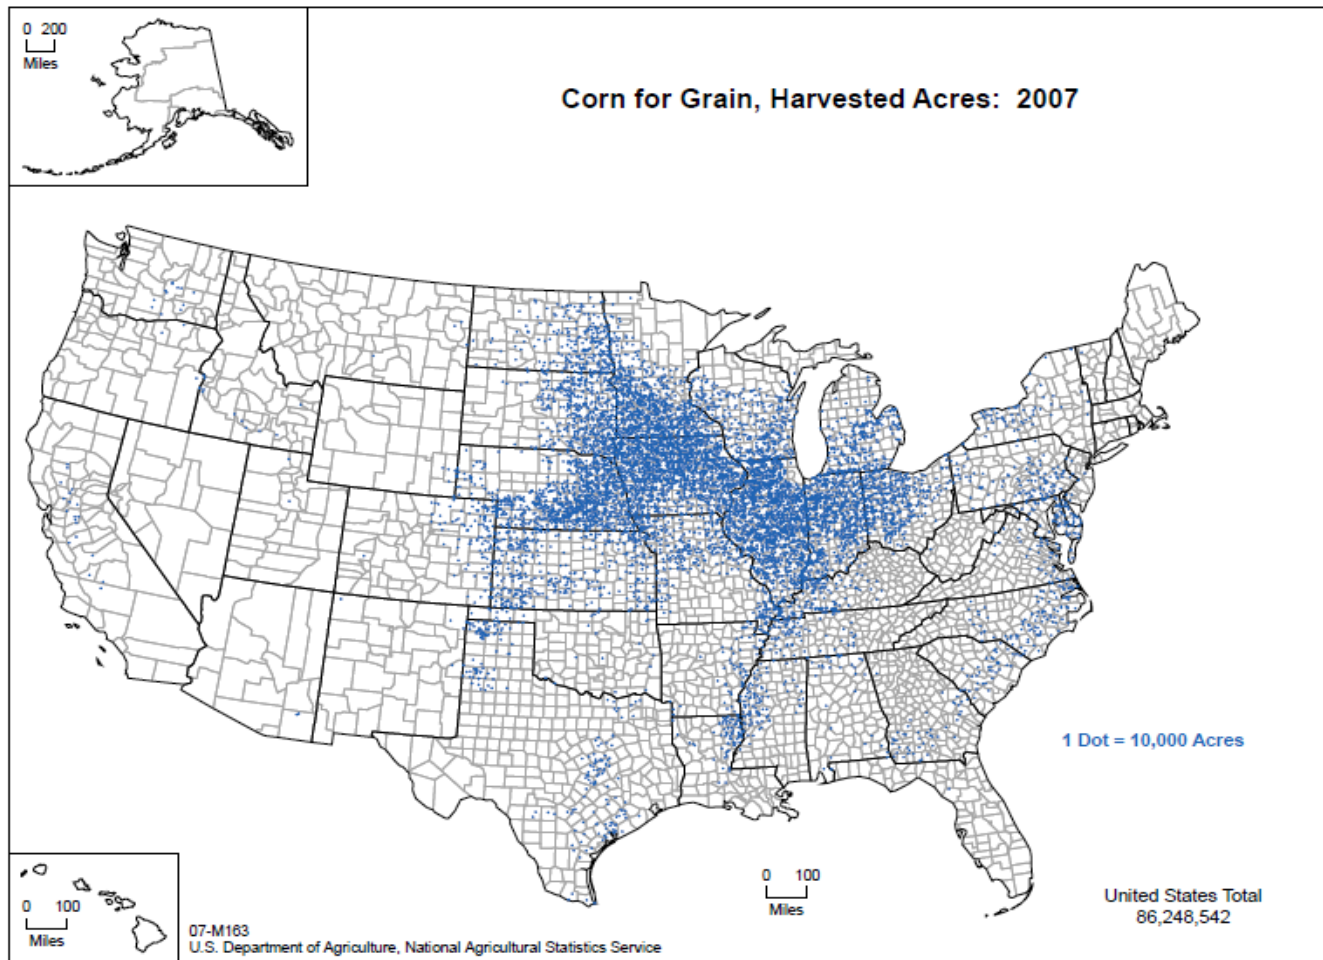 0 200
Miles
Corn for Grain, Harvested Acres: 2007
1 Dot = 10,000 Acres
0 100
Miles
0 100
Miles
United States Total
86,248,542
07-M163
U.S. Department of Agriculture, National Agricultural Statistics Service